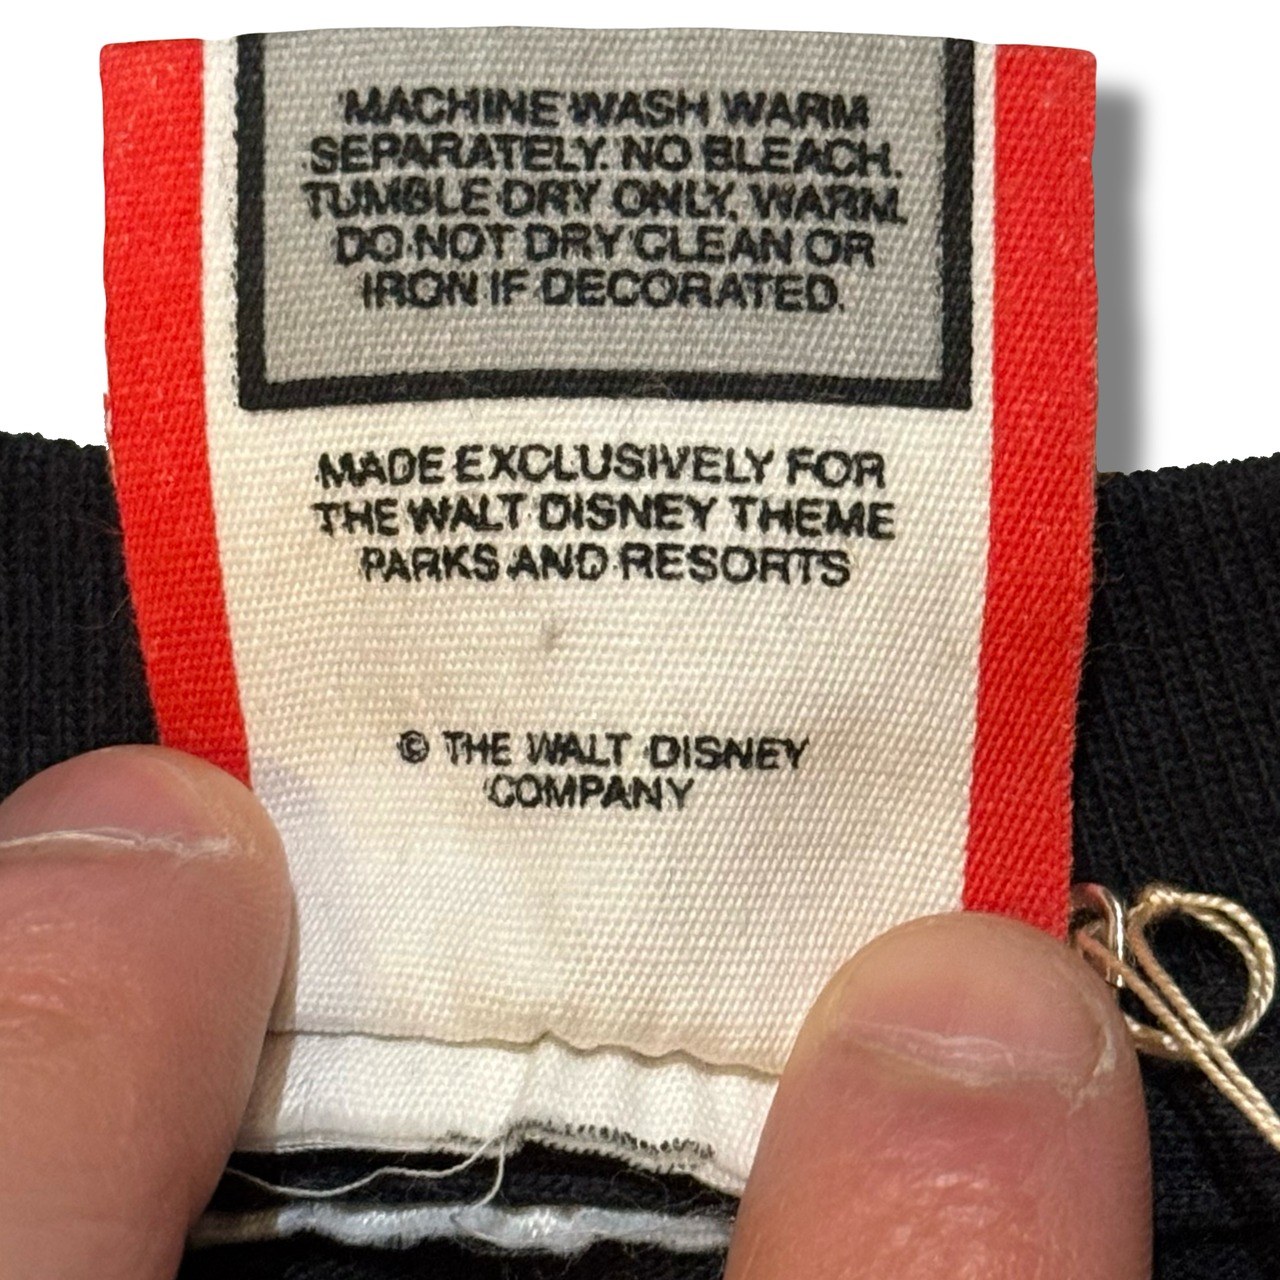 MACHINE WASH WARM
SEPARATELY. NO BLEACH.
TUMBLE DRY ONLY, WARM.
DO NOT DRY CLEAN OR
IRON IF DECORATED.
MADE EXCLUSIVELY FOR
THE WALT DISNEY THEME
PARKS AND RESORTS
© THE WALT DISNEY
COMPANY